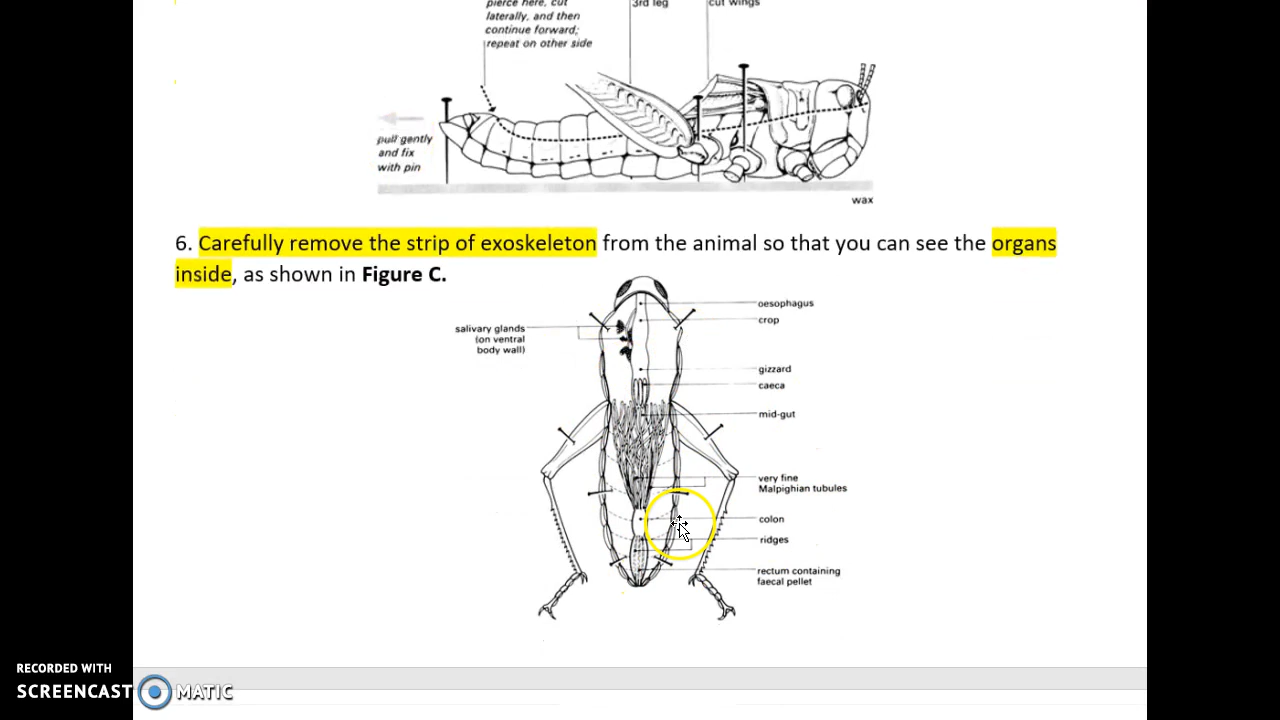 pierce here, cut
laterally, and then
continue forward;
repeat on other side
3rd leg
cut wings
pull gently
and fix
with pin
wax
6. Carefully remove the strip of exoskeleton from the animal so that you can see the organs
inside, as shown in Figure C.
salivary glands
(on ventral
body wall)
oesophagus
crop
gizzard
caeca
mid-gut
very fine
Malpighian tubules
colon
ridges
rectum containing
faecal pellet
RECORDED WITH
SCREENCAST MATIC